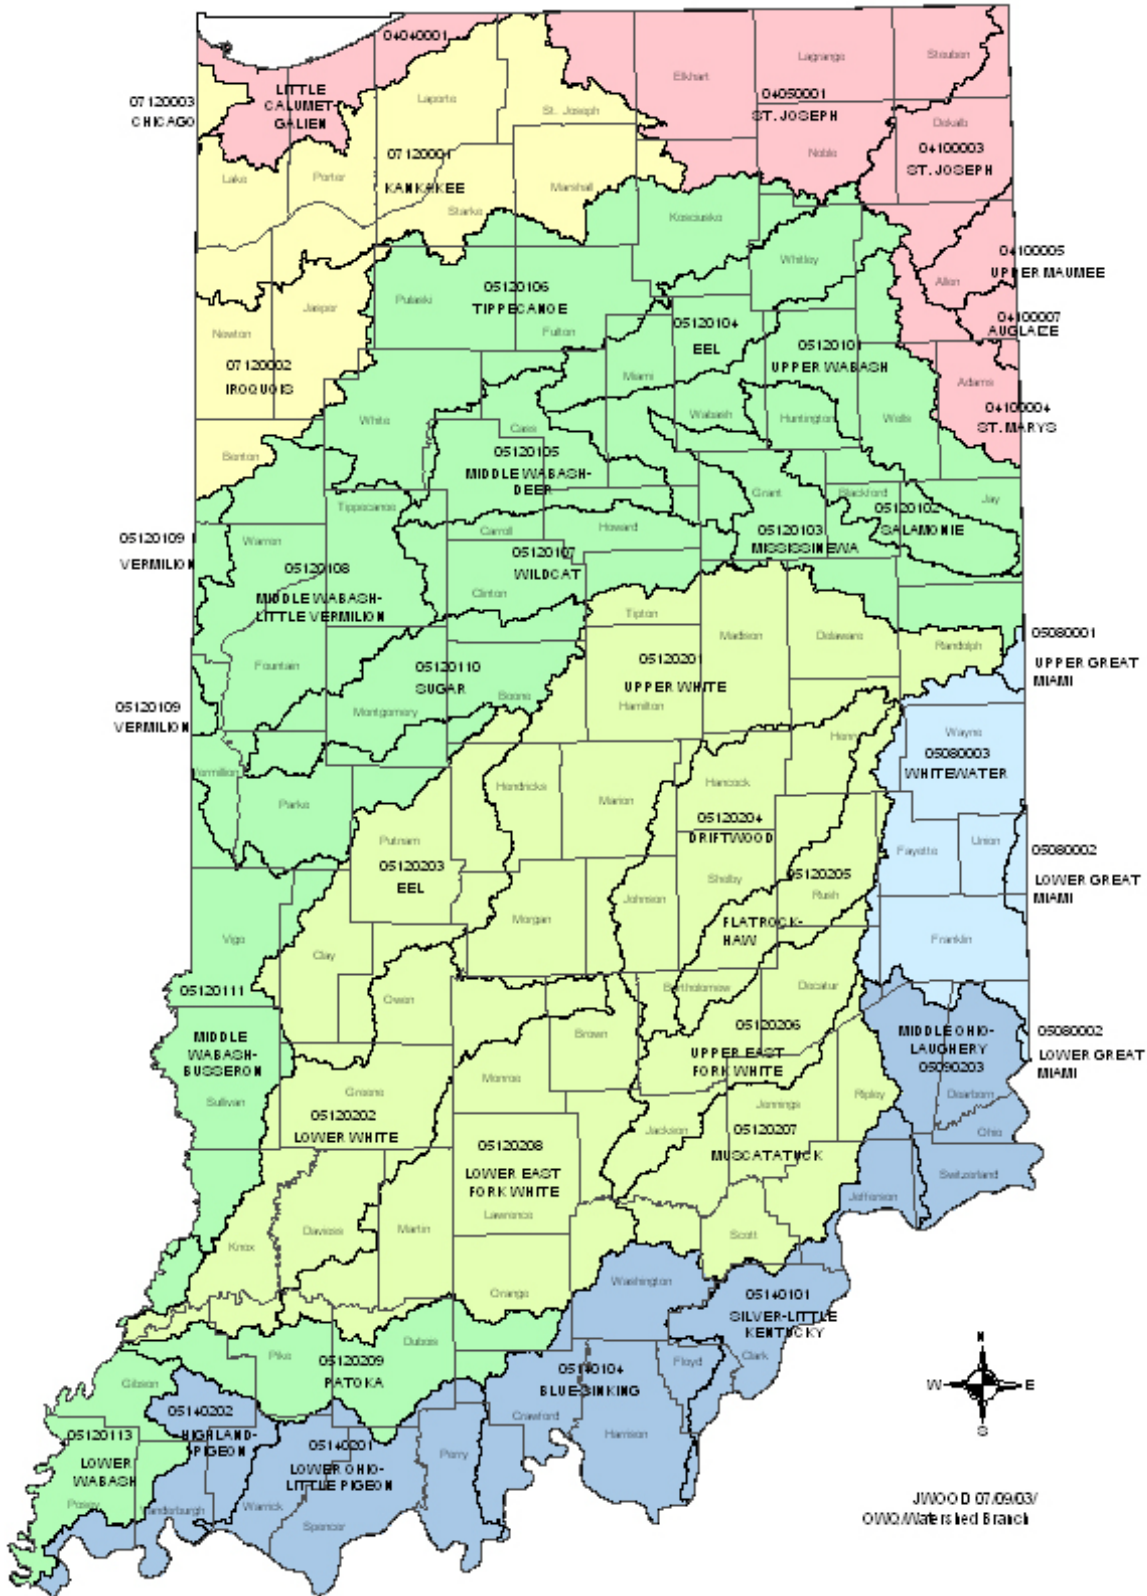 04040001
Steuben
Lagrange
Elkhart
07120003
CHICAGO
LITTLE
CALUMET-
GALIEN
Laporte
St. Joseph
04050001
ST. JOSEPH
Dekalb
04100003
ST. JOSEPH
Noble
07120001
KANKAKEE
Lake
Porter
Marshall
Starke
Kosciusko
04100005
UPPER MAUMEE
Whitley
Allen
05120106
TIPPECANOE
Pulaski
Jasper
Fulton
04100007
AUGLAIZE
05120104
EEL
05120101
UPPER WABASH
Newton
07120002
IROQUOIS
Miami
Adams
04100004
ST. MARYS
White
Cass
Wabash
Huntington
Wells
Benton
05120105
MIDDLE WABASH-
DEER
Grant
Blackford
Jay
05120102
SALAMONIE
Tippecanoe
05120109
VERMILION
Warren
Carroll
Howard
05120103
MISSISSINEWA
05120107
WILDCAT
05120108
MIDDLE WABASH-
LITTLE VERMILION
Clinton
Tipton
Madison
Delaware
Randolph
05080001
UPPER GREAT
MIAMI
Fountain
05120110
SUGAR
05120201
UPPER WHITE
Boone
Hamilton
05120109
VERMILION
Montgomery
Henry
Wayne
05080003
WHITEWATER
Vermillion
Parke
Hendricks
Marion
Hancock
05120204
DRIFTWOOD
Putnam
05120203
EEL
Fayette
Union
05080002
LOWER GREAT
MIAMI
Shelby
05120205
Rush
Johnson
Morgan
FLATROCK-
HAW
Vigo
Clay
Franklin
05120111
Owen
Bartholomew
Decatur
MIDDLE
WABASH-
BUSSERON
Brown
05120206
UPPER EAST
FORK WHITE
MIDDLE OHIO-
LAUGHERY
05090203
05080002
LOWER GREAT
MIAMI
Monroe
Greene
Sullivan
05120202
LOWER WHITE
Ripley
Dearborn
Jennings
Jackson
05120207
MUSCATATUCK
Ohio
05120208
LOWER EAST
FORK WHITE
Switzerland
Jefferson
Lawrence
Knox
Daviess
Martin
Scott
Washington
Orange
05140101
SILVER-LITTLE
KENTUCKY
Dubois
Pike
05120209
PATOKA
Floyd
Clark
05140104
BLUE-SINKING
Gibson
05140202
HIGHLAND-
PIGEON
Crawford
Harrison
05120113
LOWER
WABASH
05140201
LOWER OHIO-
LITTLE PIGEON
Perry
Posey
Vanderburgh
Warrick
Spencer
N
W E
S
JWOOD 07/09/03/
OWQ/Watershed Branch